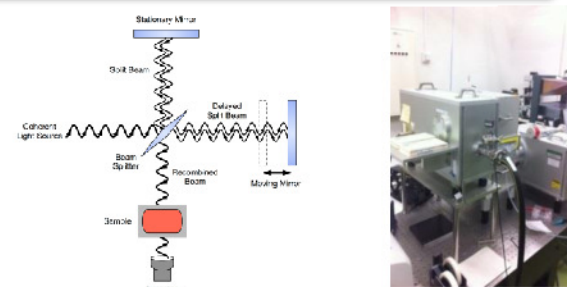 Stationary Mirror
Split Beam
Delayed
Split Beam
Coherent
Light Source
Beam
Splitter
Recombined
Beam
Moving Mirror
Sample